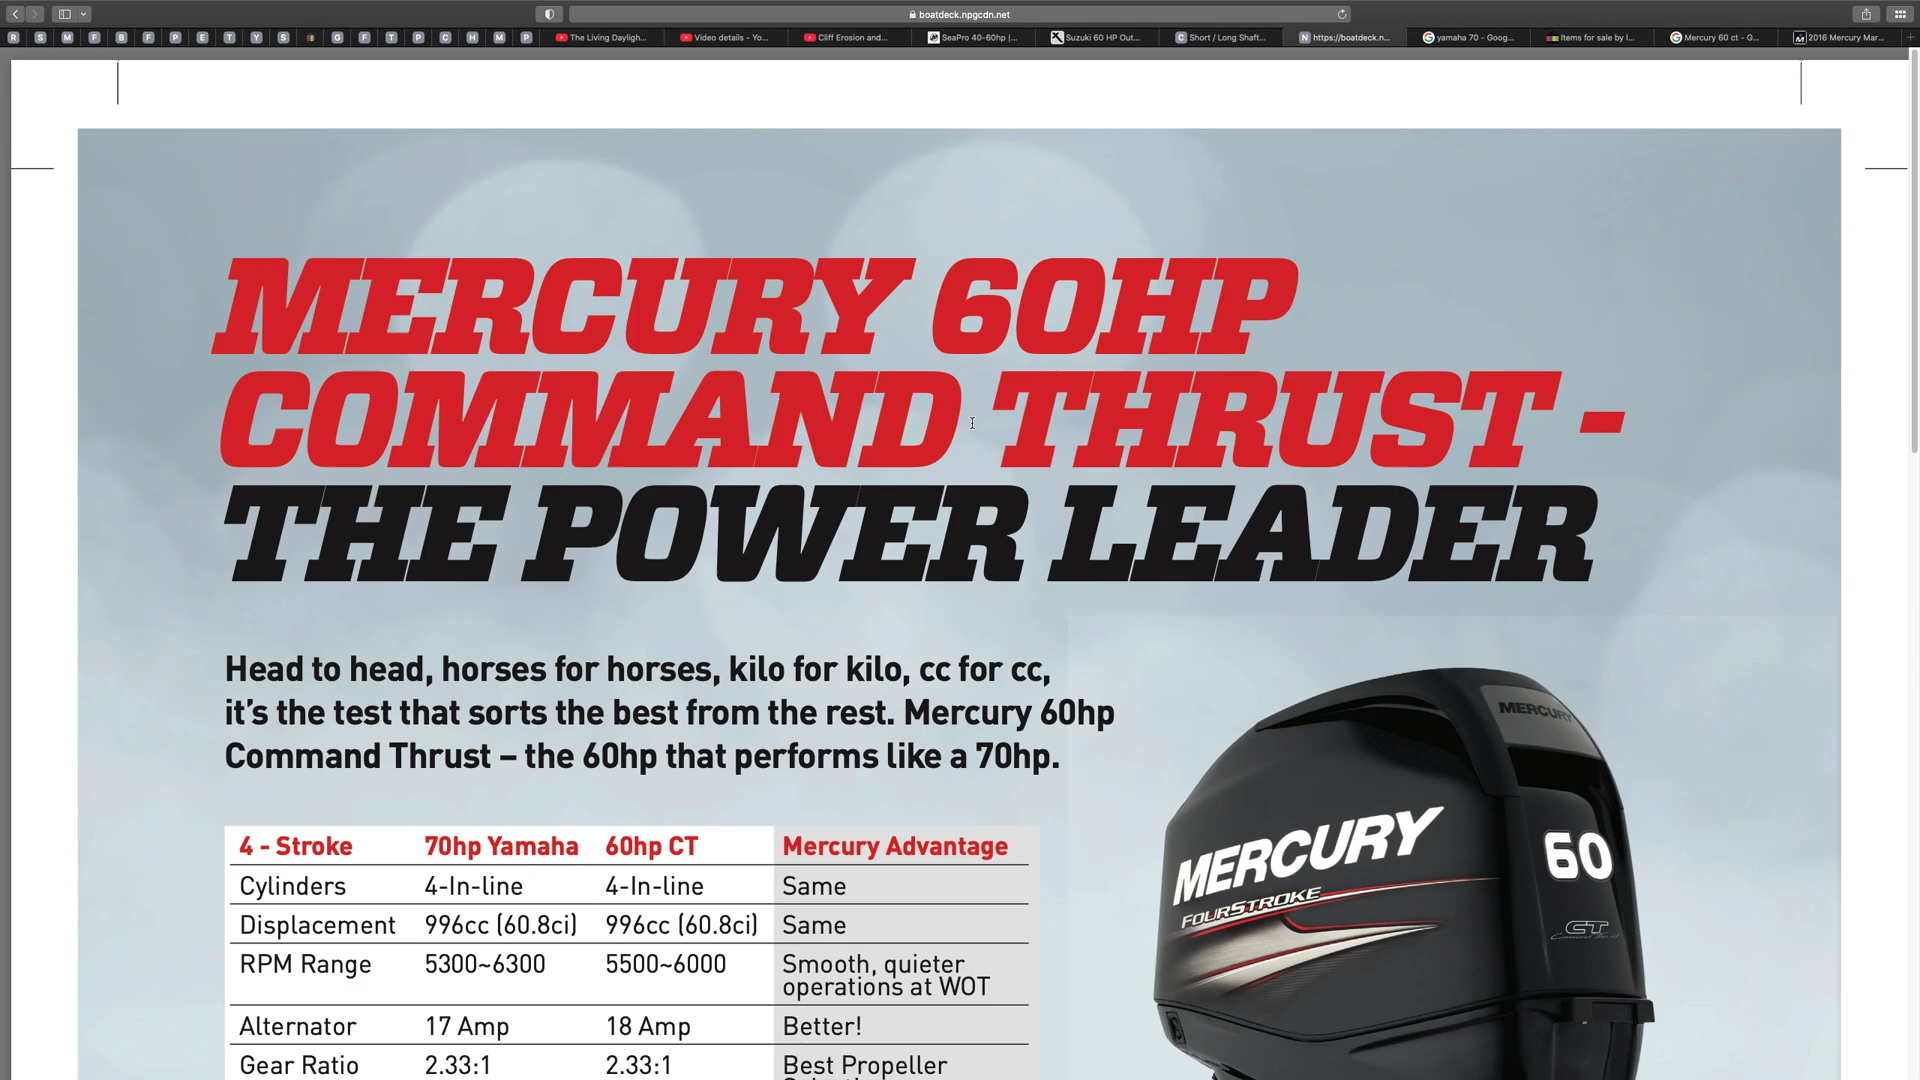 boatdeck.npgcdn.net
R S M F B F P E T Y S G F T P C H M P
The Living Dayligh...
Video details - Yo...
Cliff Erosion and...
SeaPro 40-60hp |...
Suzuki 60 HP Out...
Short / Long Shaft...
https://boatdeck.n...
yamaha 70 - Goog...
Items for sale by l...
Mercury 60 ct - G...
2016 Mercury Mar...
MERCURY 60HP
COMMAND THRUST -
THE POWER LEADER
Head to head, horses for horses, kilo for kilo, cc for cc,
it's the test that sorts the best from the rest. Mercury 60hp
Command Thrust – the 60hp that performs like a 70hp.
4 - Stroke 70hp Yamaha 60hp CT Mercury Advantage
Cylinders 4-In-line 4-In-line Same
Displacement 996cc (60.8ci) 996cc (60.8ci) Same
RPM Range 5300~6300 5500~6000 Smooth, quieter
operations at WOT
Alternator 17 Amp 18 Amp Better!
Gear Ratio 2.33:1 2.33:1 Best Propeller
MERCURY
MERCURY
FOURSTROKE
60
CT
Command Thrust